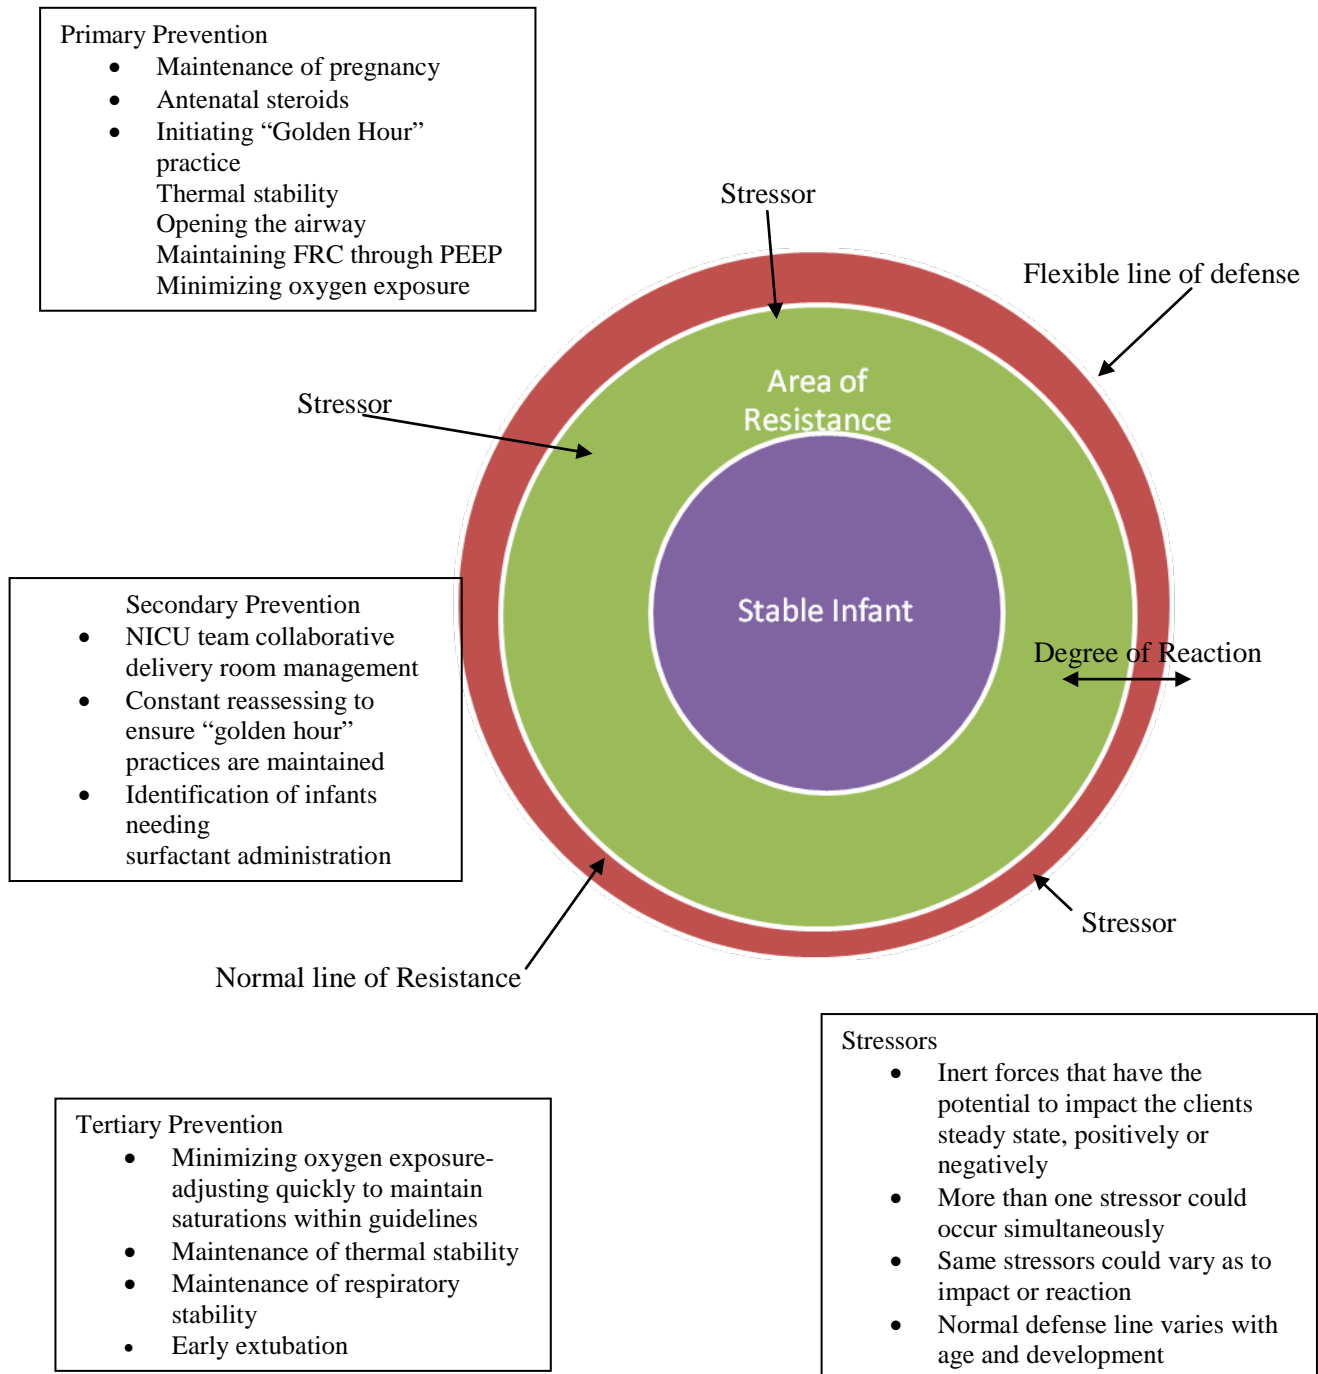 Primary Prevention
• Maintenance of pregnancy
• Antenatal steroids
• Initiating “Golden Hour”
practice
Thermal stability
Opening the airway
Maintaining FRC through PEEP
Minimizing oxygen exposure
Stressor
Flexible line of defense
Area of
Resistance
Stressor
Stable Infant
Secondary Prevention
• NICU team collaborative
delivery room management
• Constant reassessing to
ensure “golden hour”
practices are maintained
• Identification of infants
needing
surfactant administration
Degree of Reaction
Stressor
Normal line of Resistance
Stressors
• Inert forces that have the
potential to impact the clients
steady state, positively or
negatively
• More than one stressor could
occur simultaneously
• Same stressors could vary as to
impact or reaction
• Normal defense line varies with
age and development
Tertiary Prevention
• Minimizing oxygen exposure-
adjusting quickly to maintain
saturations within guidelines
• Maintenance of thermal stability
• Maintenance of respiratory
stability
• Early extubation